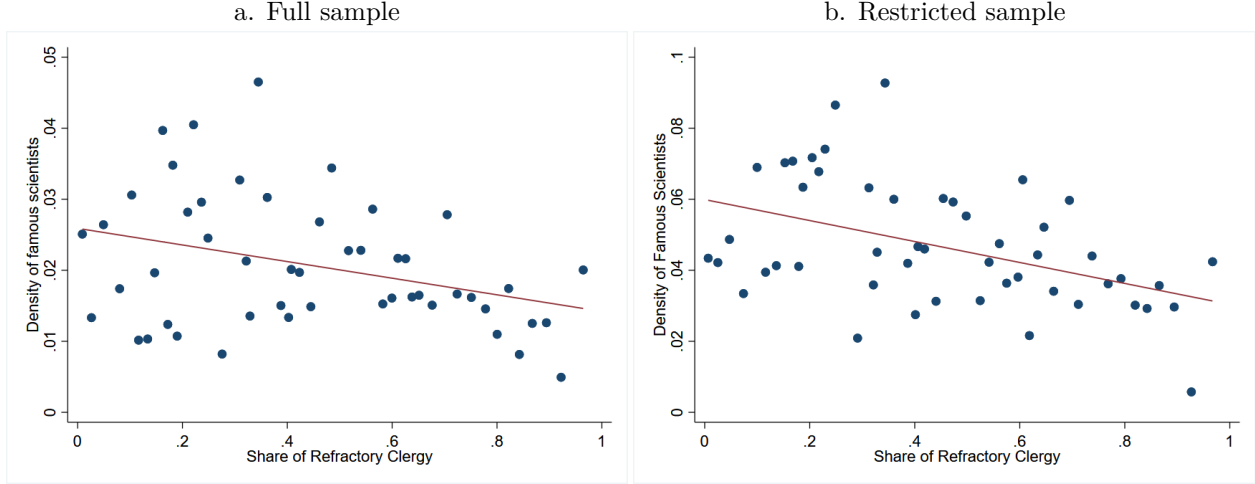 a. Full sample
b. Restricted sample
Density of famous scientists
.05
.04
.03
.02
.01
0
0 .2 .4 .6 .8 1
Share of Refractory Clergy
Density of Famous Scientists
.1
.08
.06
.04
.02
0
0 .2 .4 .6 .8 1
Share of Refractory Clergy